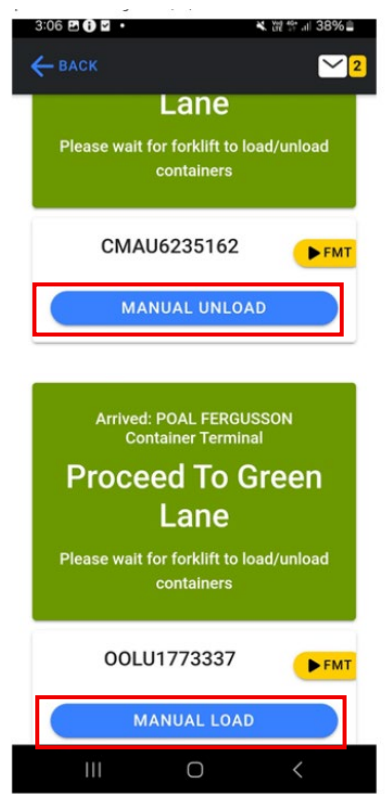 3:06
38%
BACK
2
Lane
Please wait for forklift to load/unload
containers
CMAU6235162
FMT
MANUAL UNLOAD
Arrived: POAL FERGUSSON
Container Terminal
Proceed To Green
Lane
Please wait for forklift to load/unload
containers
OOLU1773337
FMT
MANUAL LOAD